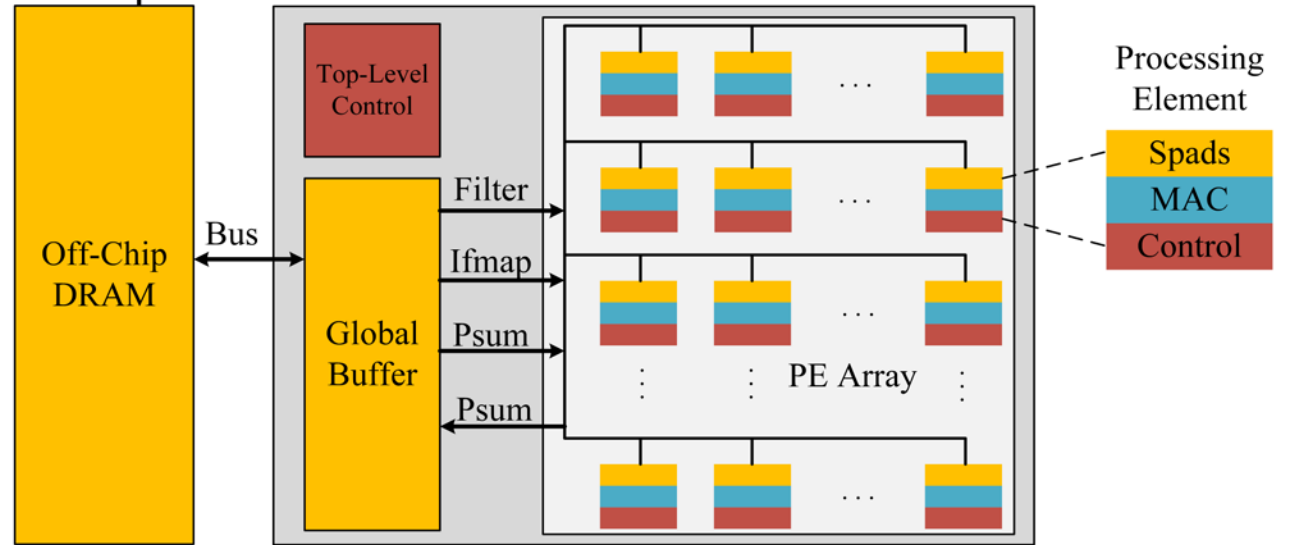 Top-Level
Control
Processing
Element
Spads
MAC
Control
Off-Chip
DRAM
Bus
Global
Buffer
Filter
Ifmap
Psum
Psum
PE Array